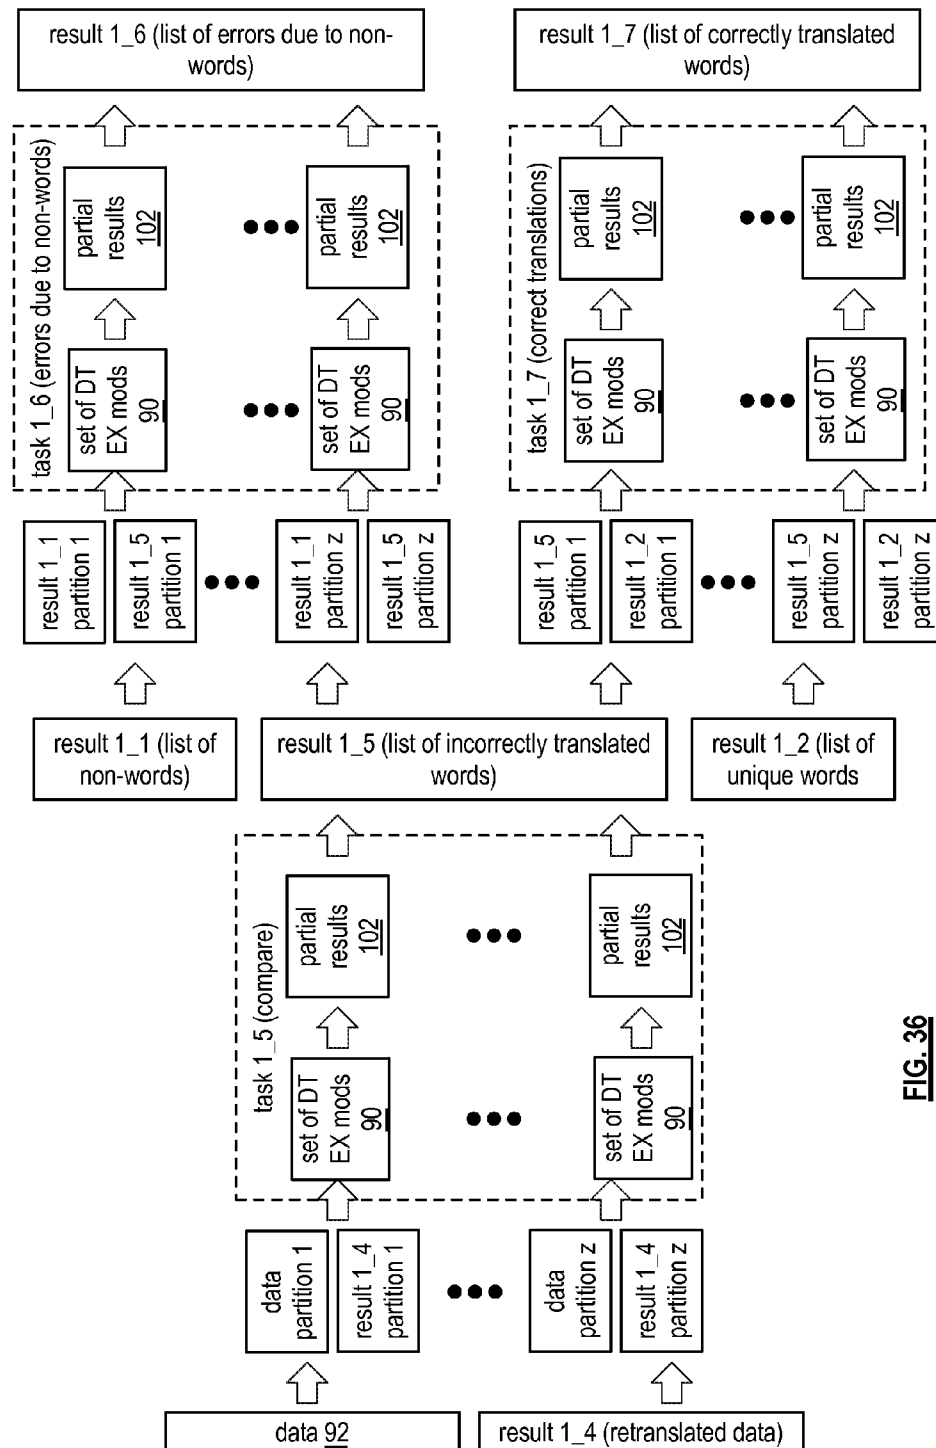 data 92
result 1_4 (retranslated data)
data
partition 1
result 1_4
partition 1
data
partition z
result 1_4
partition z
task 1_5 (compare)
set of DT
EX mods
90
partial
results
102
set of DT
EX mods
90
partial
results
102
result 1_1 (list of
non-words)
result 1_5 (list of incorrectly translated
words)
result 1_2 (list of
unique words
result 1_1
partition 1
result 1_5
partition 1
result 1_1
partition z
result 1_5
partition z
result 1_5
partition 1
result 1_2
partition 1
result 1_5
partition z
result 1_2
partition z
task 1_6 (errors due to non-words)
set of DT
EX mods
90
partial
results
102
set of DT
EX mods
90
partial
results
102
task 1_7 (correct translations)
set of DT
EX mods
90
partial
results
102
set of DT
EX mods
90
partial
results
102
result 1_6 (list of errors due to non-
words)
result 1_7 (list of correctly translated
words)
FIG. 36